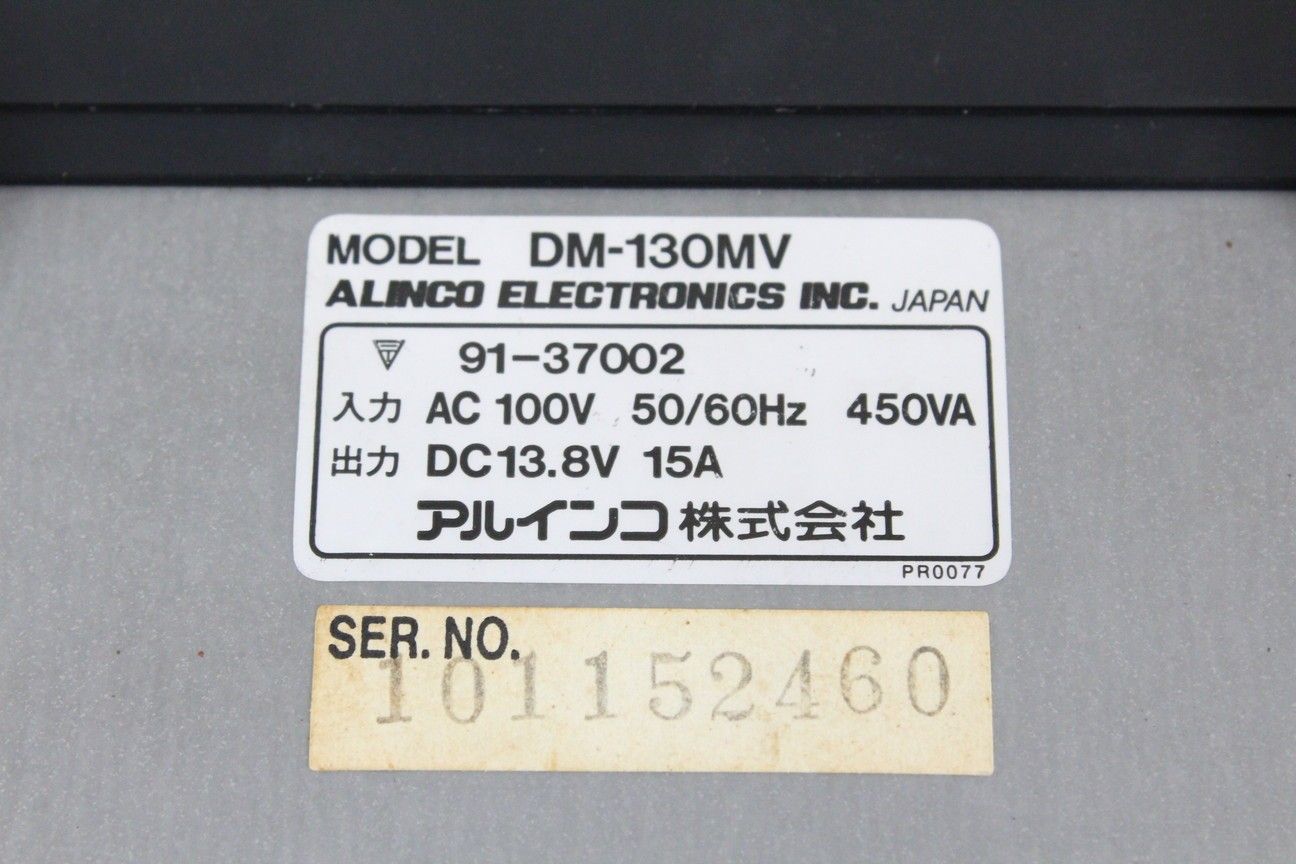 MODEL DM-130MV
ALINCO ELECTRONICS INC. JAPAN
91-37002
入力 AC 100V 50/60Hz 450VA
出力 DC13.8V 15A
アルインコ株式会社
PR0077
SER. NO.
101152460